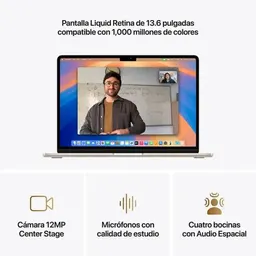 Pantalla Liquid Retina de 13.6 pulgadas
compatible con 1,000 millones de colores
Cámara 12MP
Center Stage
Micrófonos con
calidad de estudio
Cuatro bocinas
con Audio Espacial